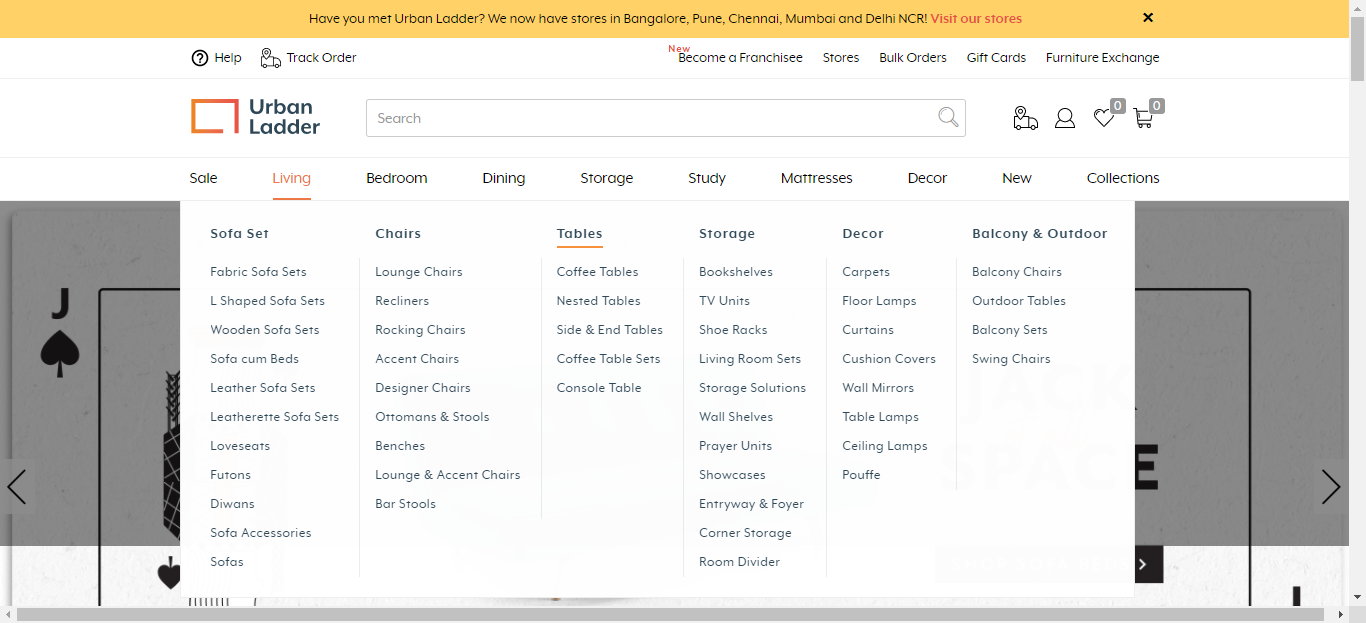 Have you met Urban Ladder? We now have stores in Bangalore, Pune, Chennai, Mumbai and Delhi NCR! Visit our stores
Help Track Order New Become a Franchisee Stores Bulk Orders Gift Cards Furniture Exchange
Urban
Ladder
Search
0 0
Sale Living Bedroom Dining Storage Study Mattresses Decor New Collections
Sofa Set
Fabric Sofa Sets
L Shaped Sofa Sets
Wooden Sofa Sets
Sofa cum Beds
Leather Sofa Sets
Leatherette Sofa Sets
Loveseats
Futons
Diwans
Sofa Accessories
Sofas
Chairs
Lounge Chairs
Recliners
Rocking Chairs
Accent Chairs
Designer Chairs
Ottomans & Stools
Benches
Lounge & Accent Chairs
Bar Stools
Tables
Coffee Tables
Nested Tables
Side & End Tables
Coffee Table Sets
Console Table
Storage
Bookshelves
TV Units
Shoe Racks
Living Room Sets
Storage Solutions
Wall Shelves
Prayer Units
Showcases
Entryway & Foyer
Corner Storage
Room Divider
Decor
Carpets
Floor Lamps
Curtains
Cushion Covers
Wall Mirrors
Table Lamps
Ceiling Lamps
Pouffe
Balcony & Outdoor
Balcony Chairs
Outdoor Tables
Balcony Sets
Swing Chairs
J
SPACE